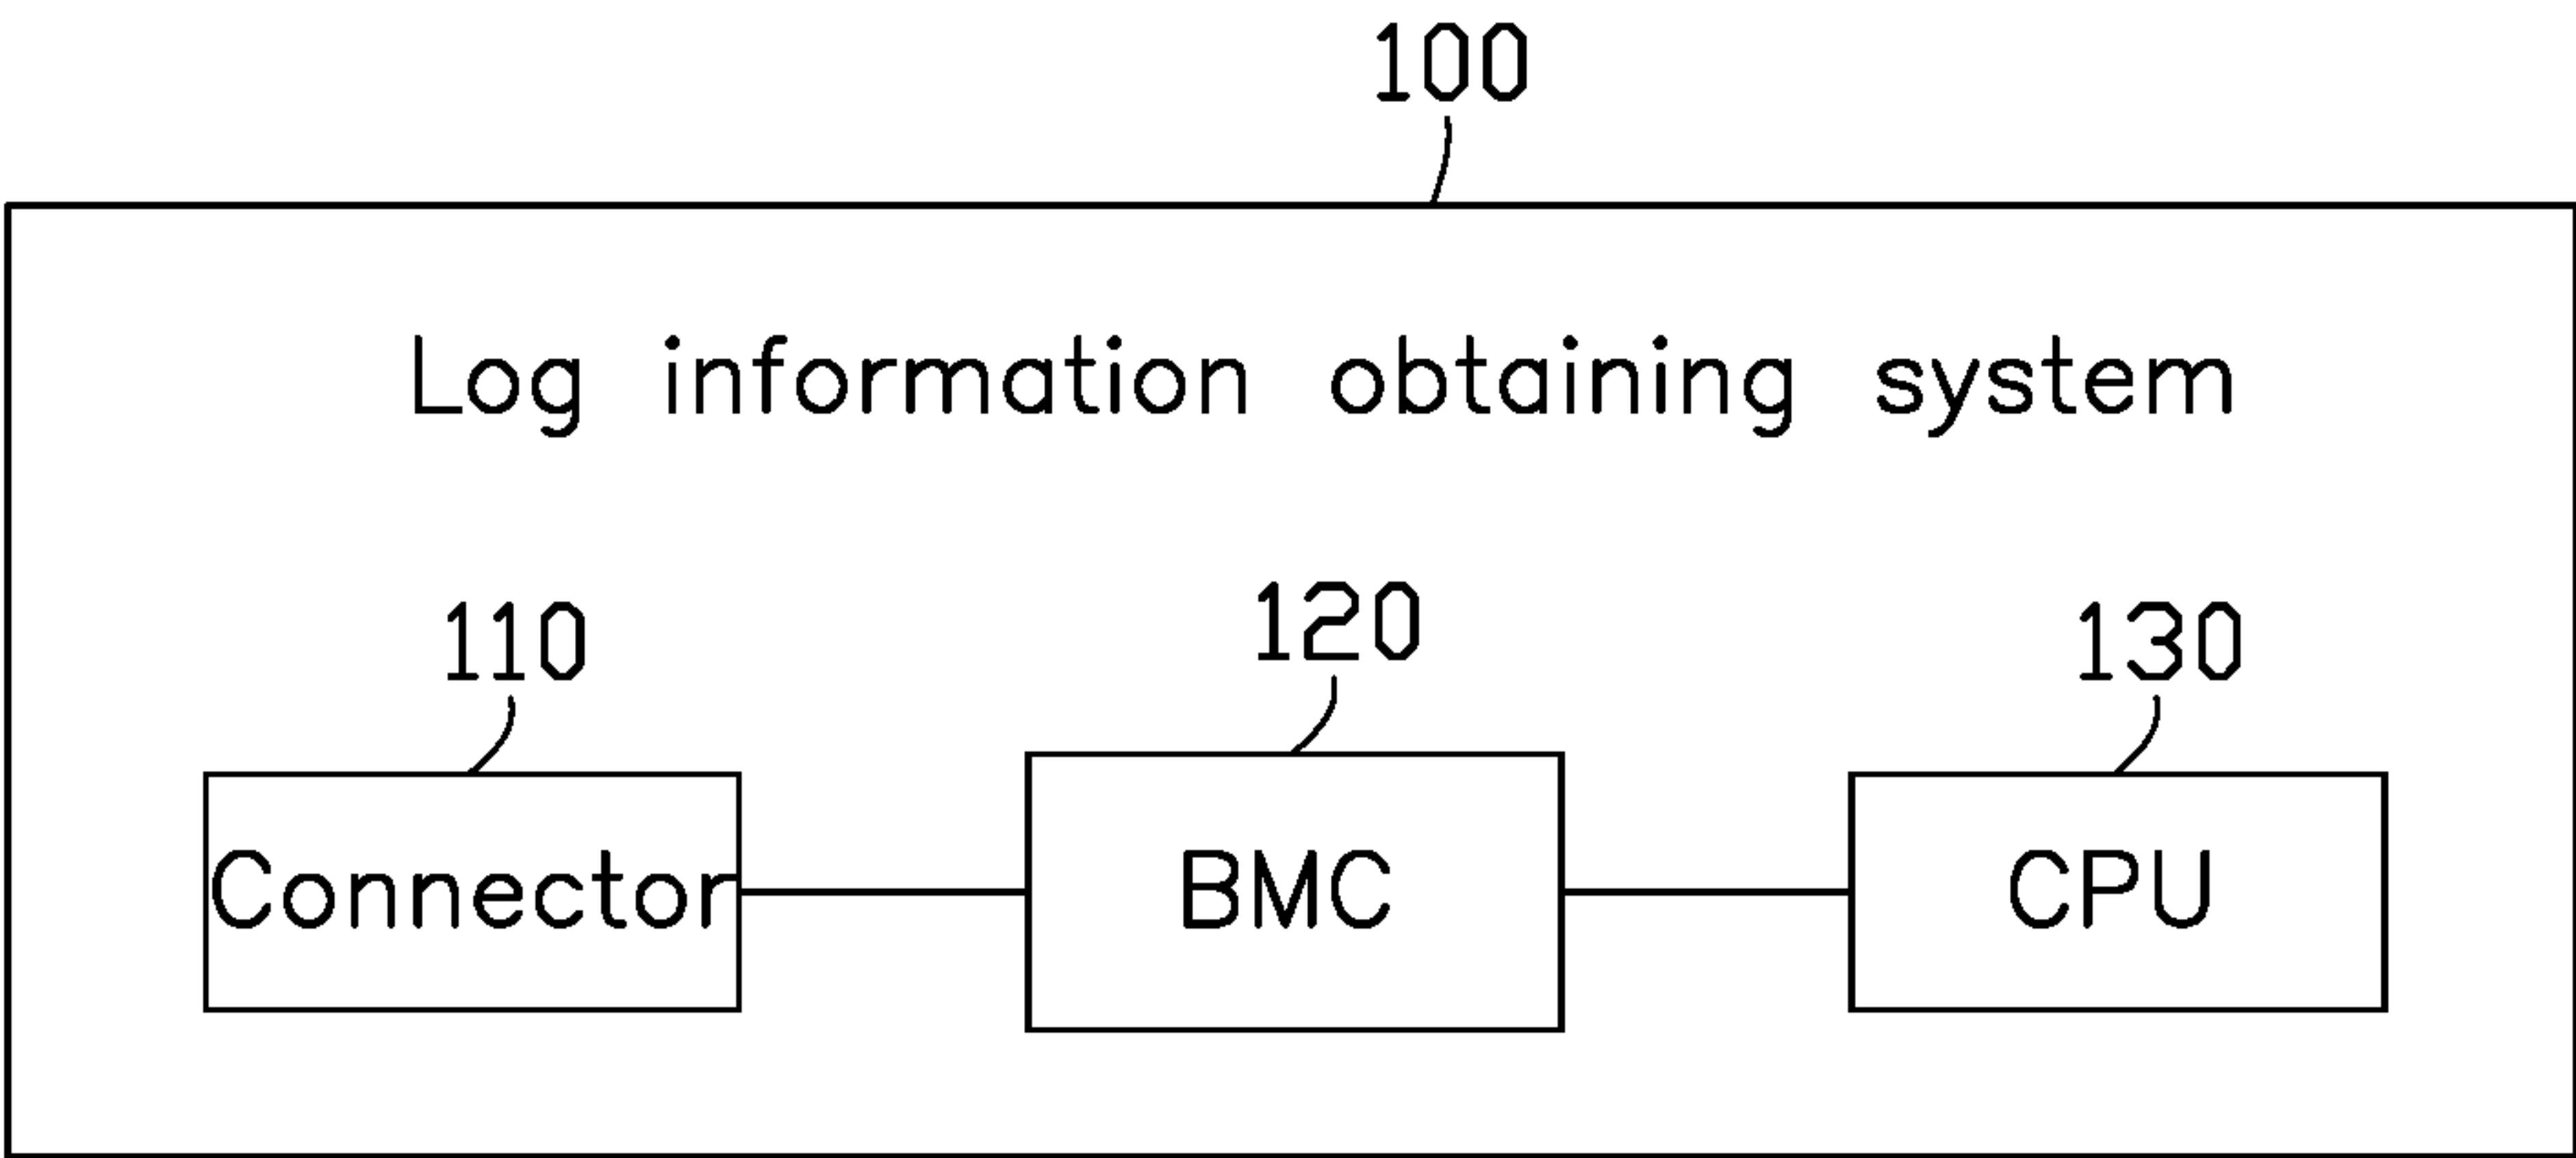 100
Log information obtaining system
110
120
130
Connector
BMC
CPU